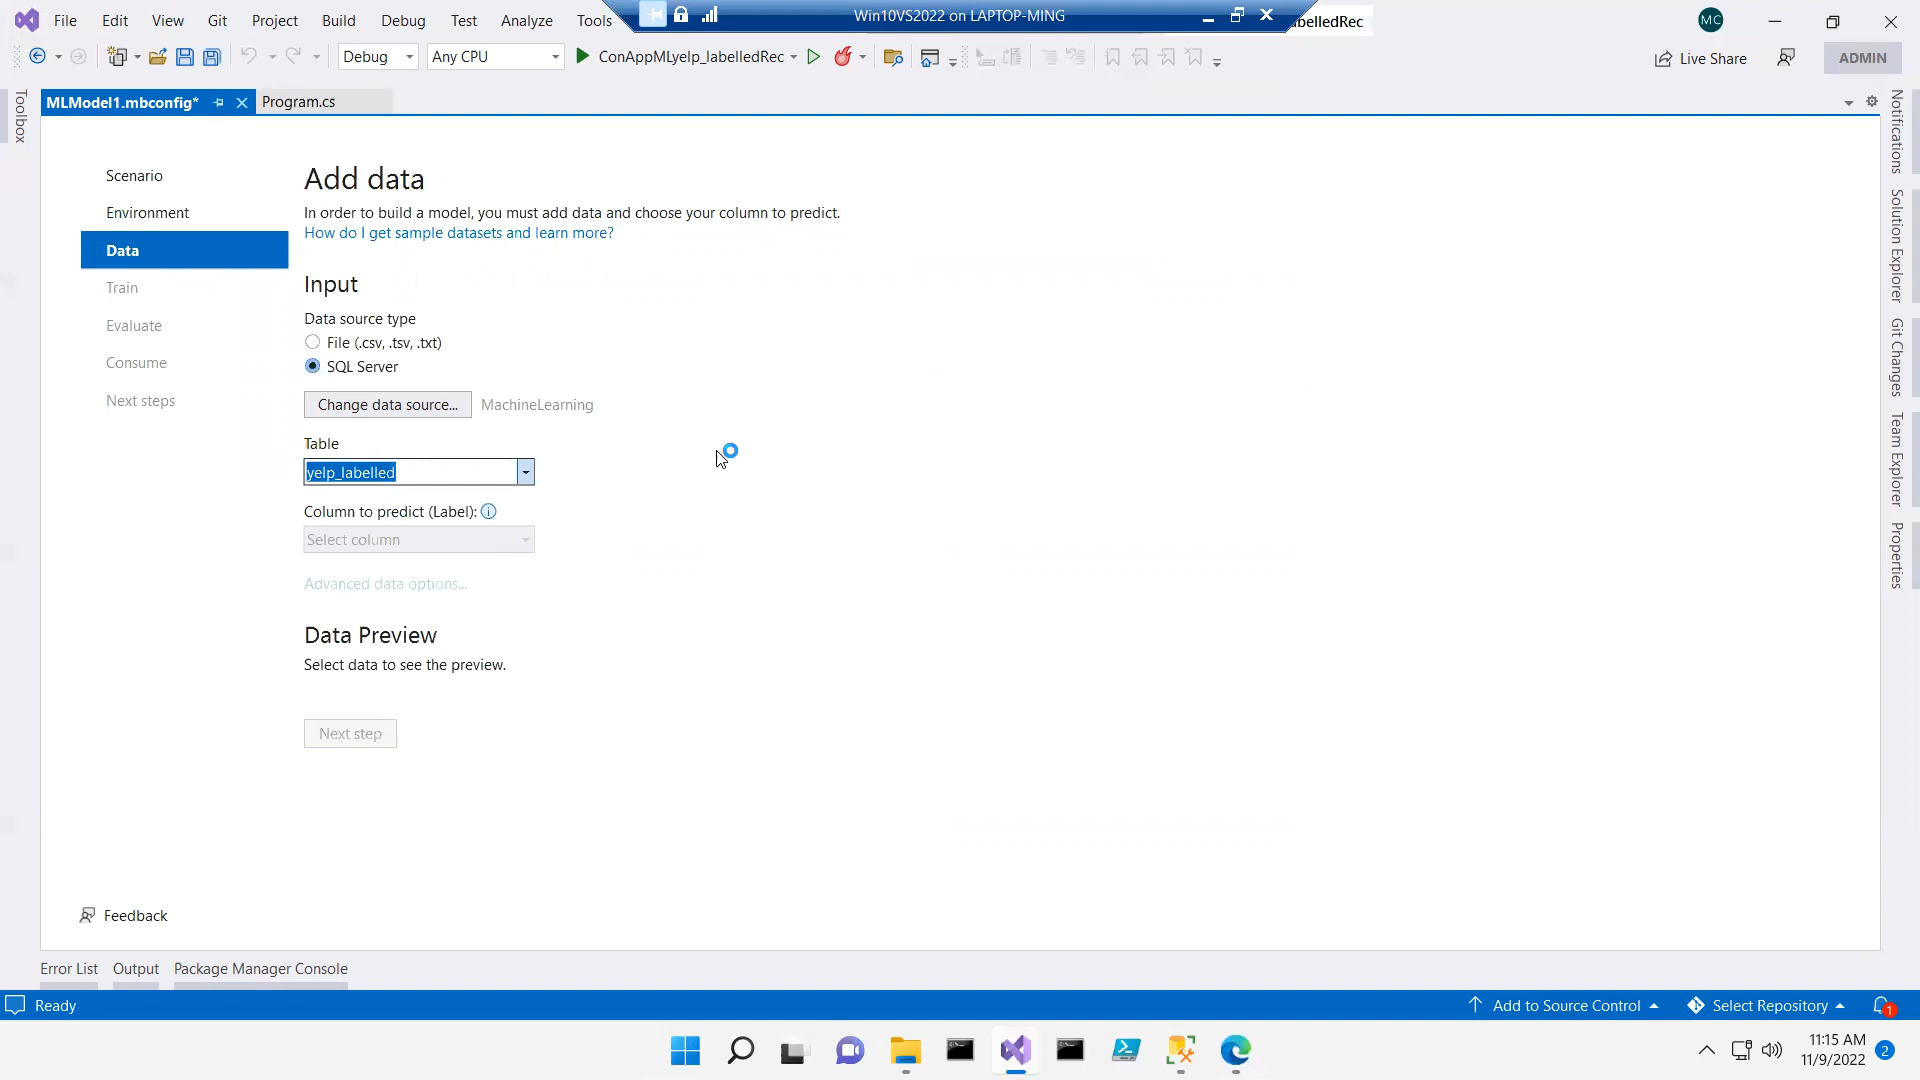 File Edit View Git Project Build Debug Test Analyze Tools
Win10VS2022 on LAPTOP-MING
belledRec
MC
Debug Any CPU ConAppMLyelp_labelledRec
Live Share
ADMIN
MLModel1.mbconfig* Program.cs
Toolbox
Scenario
Environment
Data
Train
Evaluate
Consume
Next steps
Feedback
Add data
In order to build a model, you must add data and choose your column to predict.
How do I get sample datasets and learn more?
Input
Data source type
File (.csv, .tsv, .txt)
SQL Server
Change data source... MachineLearning
Table
yelp_labelled
Column to predict (Label):
Select column
Advanced data options...
Data Preview
Select data to see the preview.
Next step
Notifications
Solution Explorer
Git Changes
Team Explorer
Properties
Error List Output Package Manager Console
Ready
Add to Source Control Select Repository 1
11:15 AM
11/9/2022 2